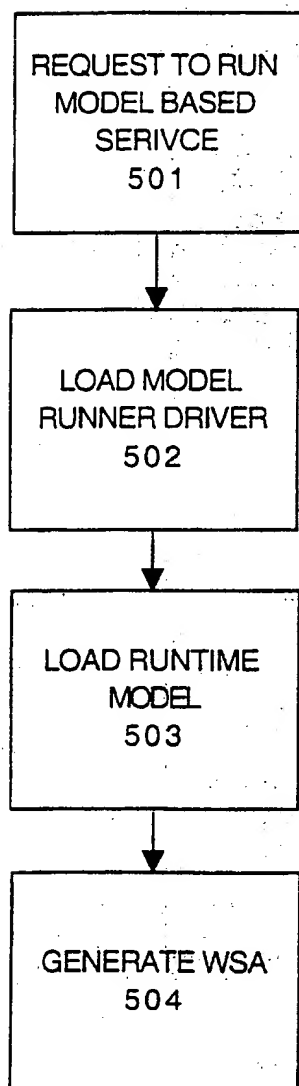 REQUEST TO RUN
MODEL BASED
SERIVCE
501
LOAD MODEL
RUNNER DRIVER
502
LOAD RUNTIME
MODEL
503
GENERATE WSA
504